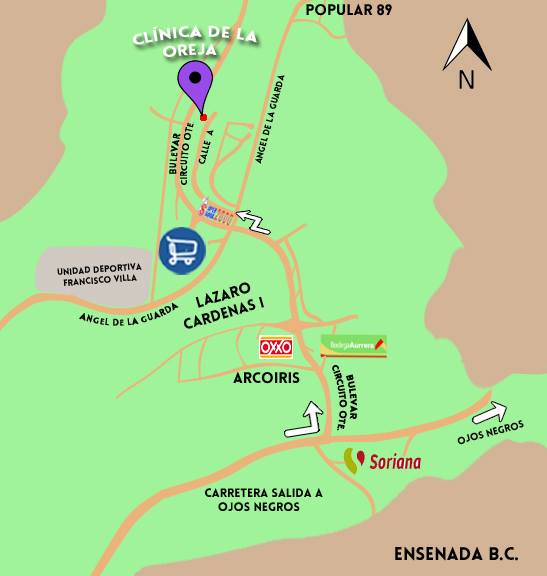 POPULAR 89
CLÍNICA DE LA
OREJA
N
BULEVAR
CIRCUITO OTE
CALLE A
ANGEL DE LA GUARDA
2000
UNIDAD DEPORTIVA
FRANCISCO VILLA
ANGEL DE LA GUARDA
LAZARO
CARDENAS I
OXXO
Bodega Aurrera
ARCOIRIS
BULEVAR
CIRCUITO OTE.
OJOS NEGROS
Soriana
CARRETERA SALIDA A
OJOS NEGROS
ENSENADA B.C.